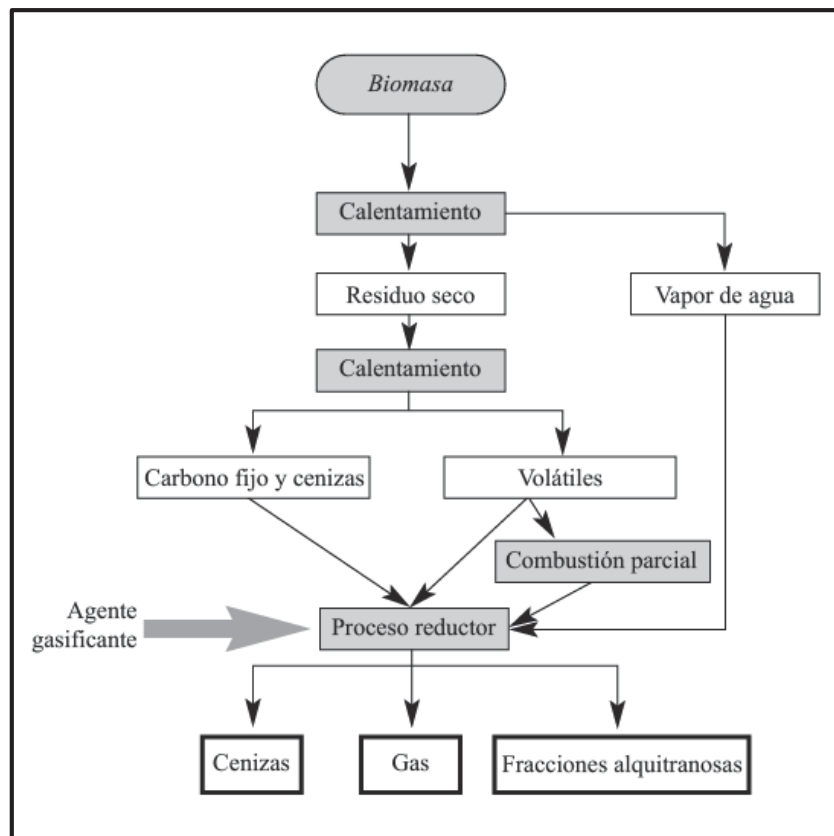 Biomasa
Calentamiento
Residuo seco
Vapor de agua
Calentamiento
Carbono fijo y cenizas
Volátiles
Combustión parcial
Agente
gasificante
Proceso reductor
Cenizas
Gas
Fracciones alquitranosas